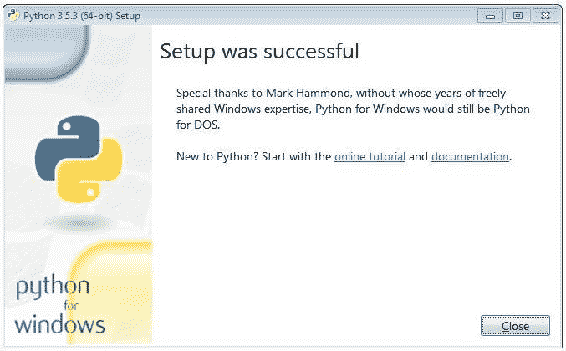 Python 3.5.3 (64-bit) Setup
Setup was successful
Special thanks to Mark Hammond, without whose years of freely
shared Windows expertise, Python for Windows would still be Python
for DOS.
New to Python? Start with the online tutorial and documentation.
python
for
windows
Close